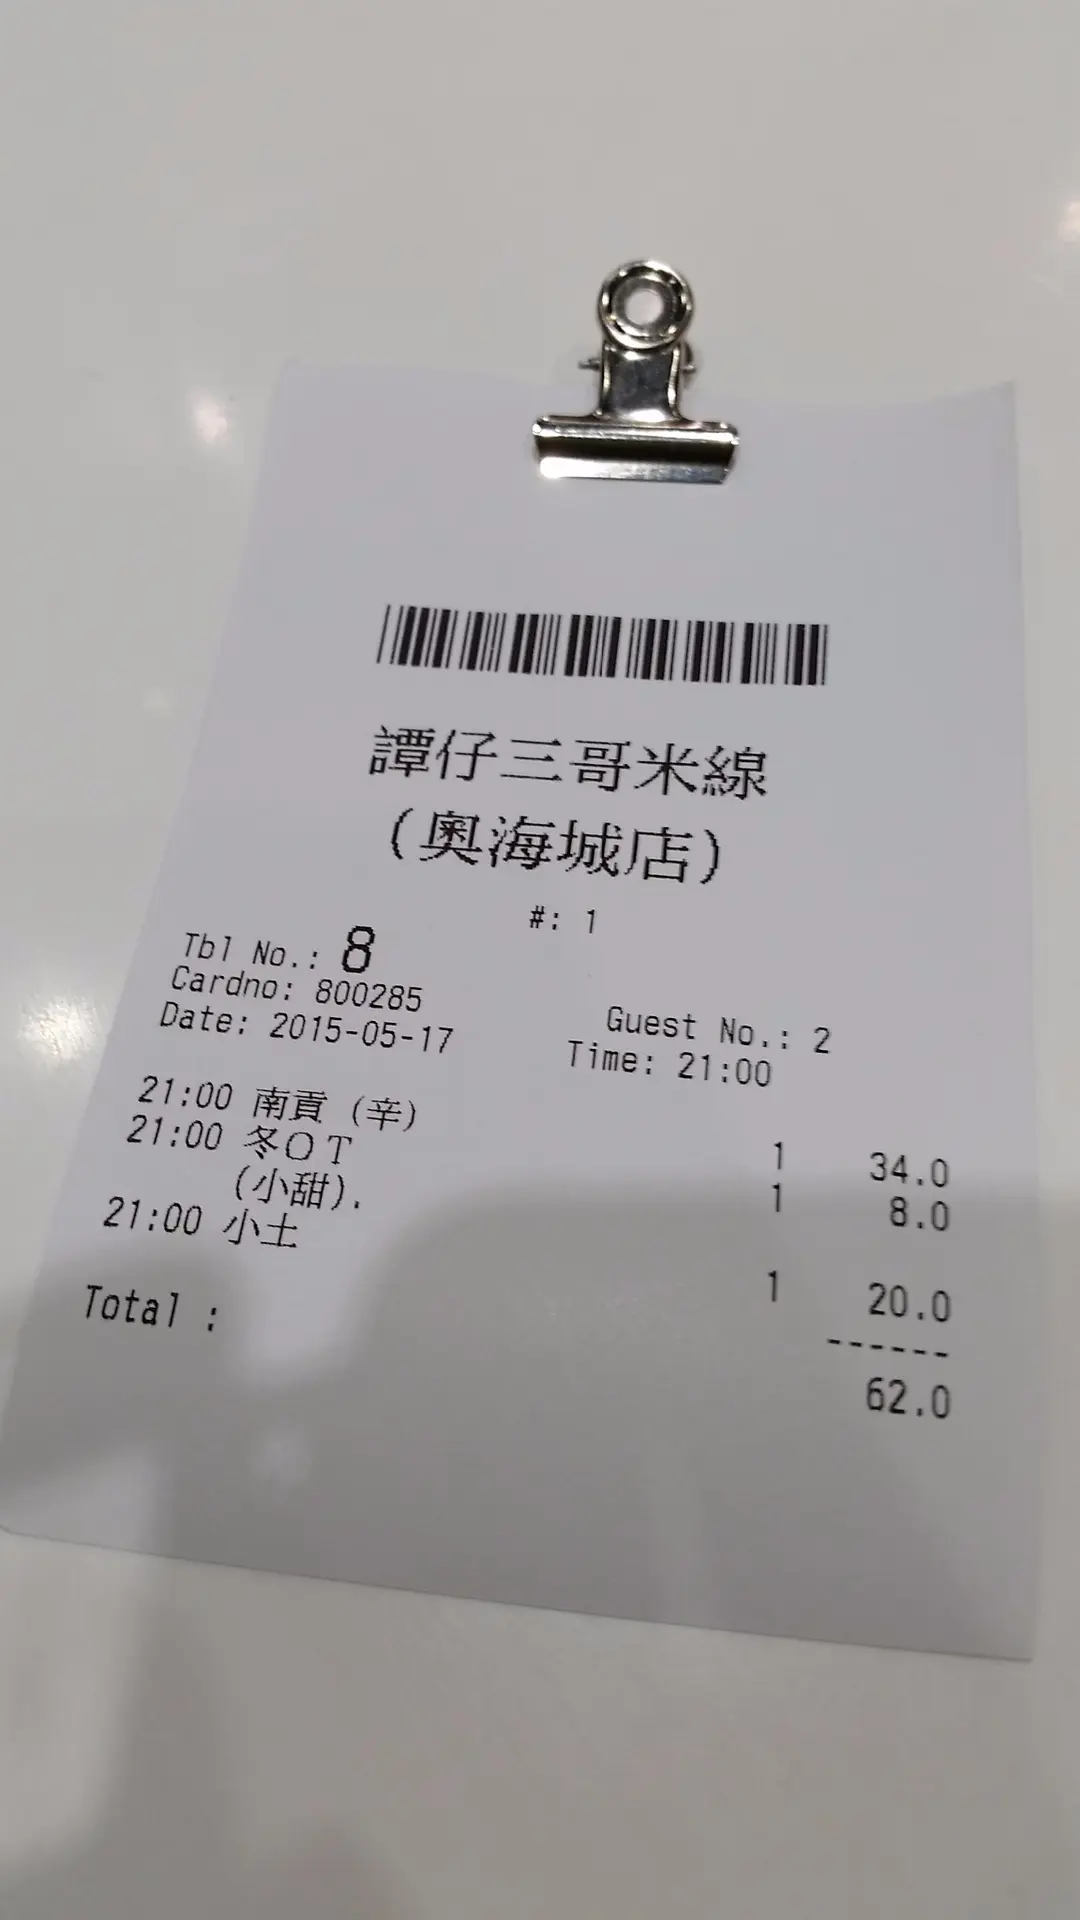 譚仔三哥米線
(奧海城店)
#: 1
Tbl No.: 8
Cardno: 800285
Guest No.: 2
Date: 2015-05-17
Time: 21:00
21:00 南貢 (辛) 1 34.0
21:00 冬OT 1 8.0
(小甜).
21:00 小土 1 20.0
------
Total : 62.0